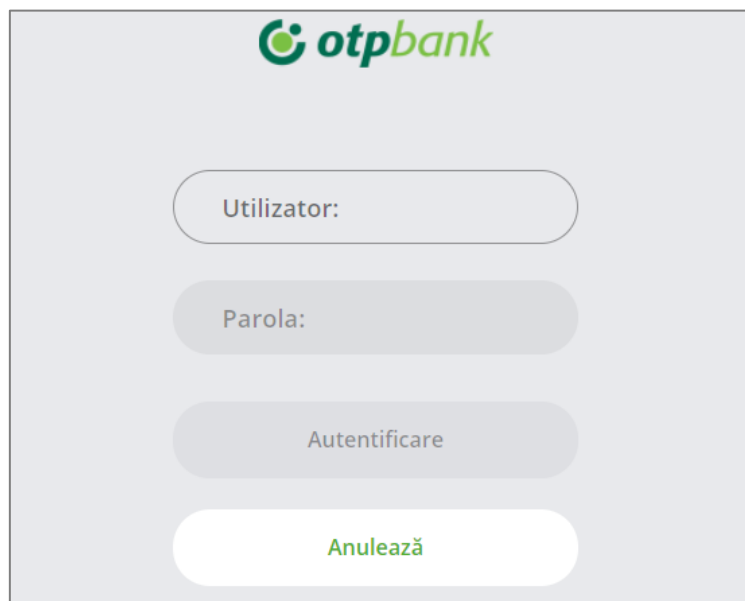 otpbank
Utilizator:
Parola:
Autentificare
Anulează